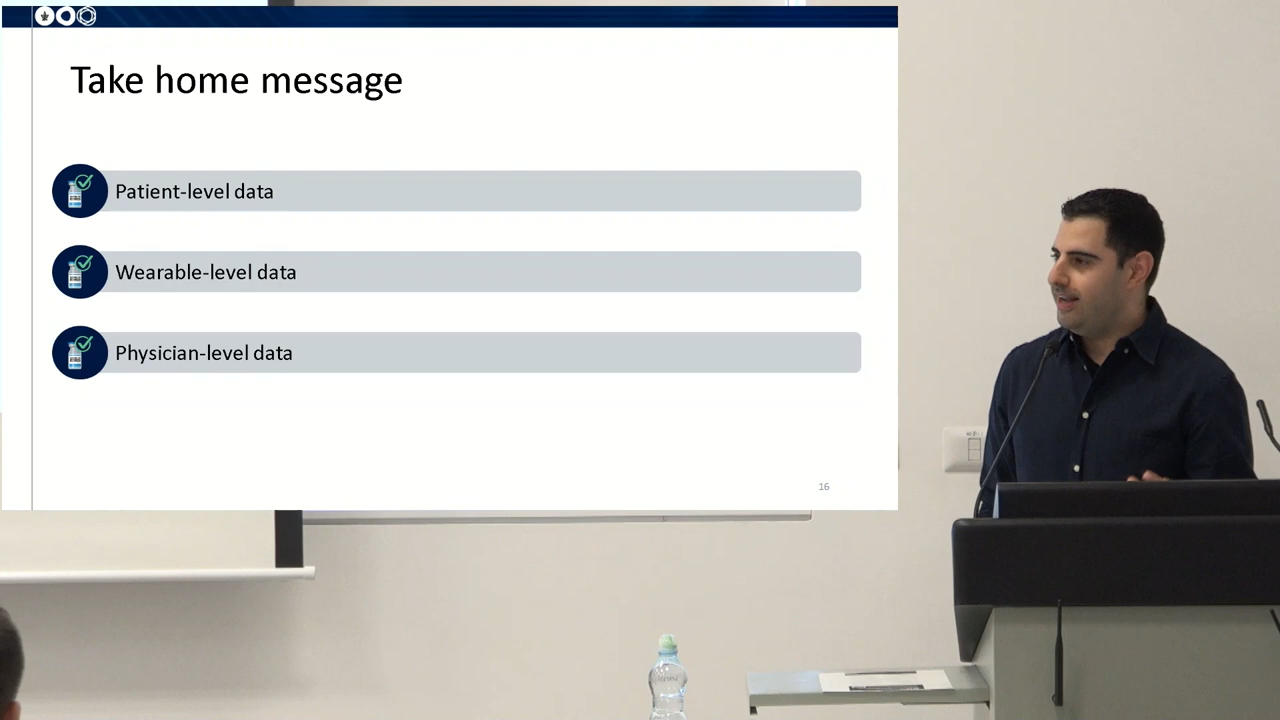 Take home message
Patient-level data
Wearable-level data
Physician-level data
16